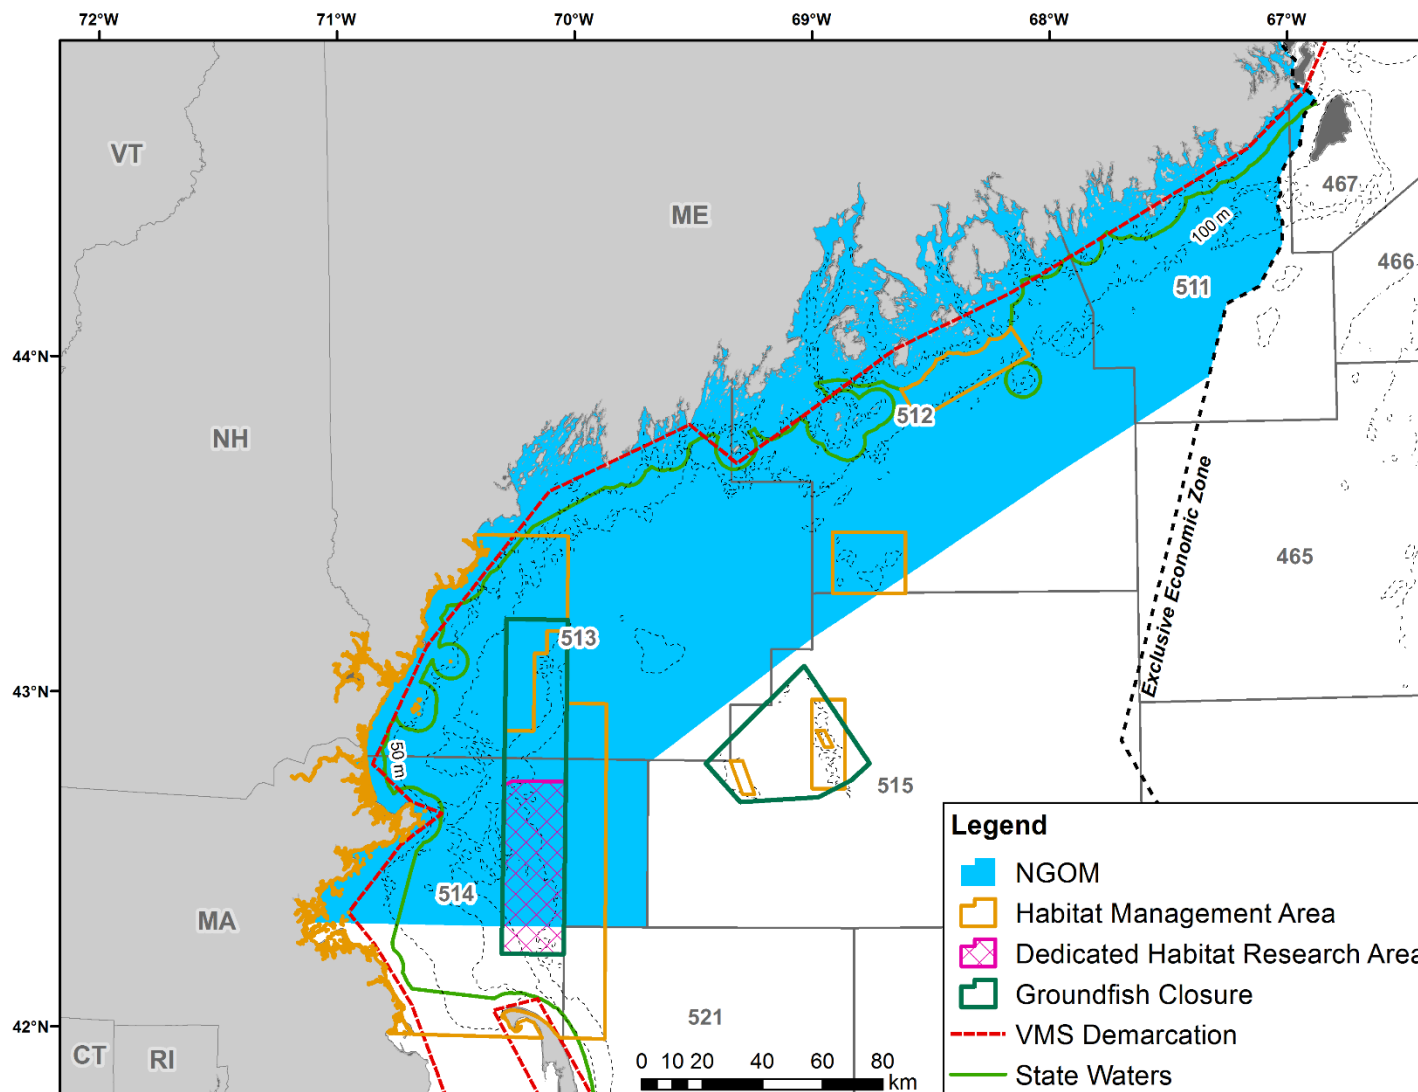 72°W 71°W 70°W 69°W 68°W 67°W
VT
467
ME
100 m
466
511
44°N
512
NH
Exclusive Economic Zone
465
513
43°N
50 m
515
Legend
NGOM
514
Habitat Management Area
MA
Dedicated Habitat Research Area
Groundfish Closure
42°N
521
VMS Demarcation
CT
RI
0 10 20 40 60 80
km
State Waters